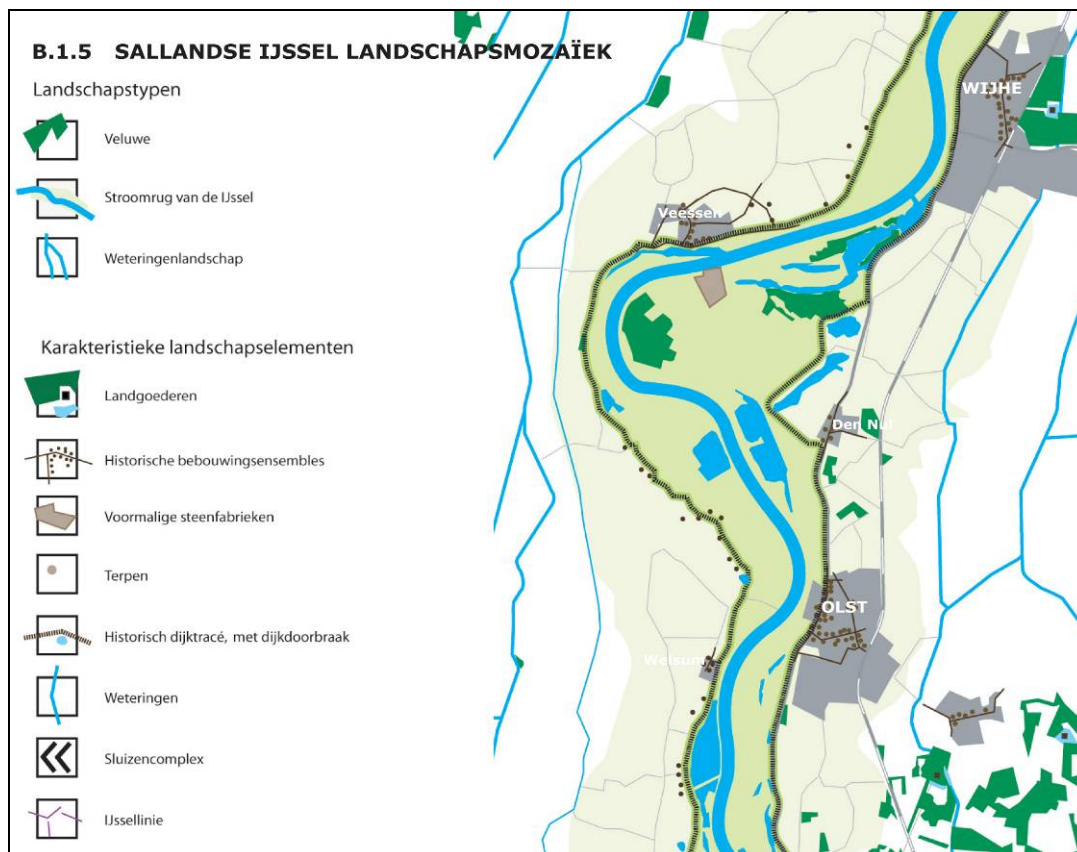 B.1.5 SALLANDSE IJSSEL LANDSCHAPSMOZAÏEK
Landschapstypen
Veluwe
Stroomrug van de IJssel
Weteringenlandschap
Karakteristieke landschapselementen
Landgoederen
Historische bebouwingsensembles
Voormalige steenfabrieken
Terpen
Historisch dijktracé, met dijkdoorbraak
Weteringen
Sluizencomplex
IJssellinie
WIJHE
Veessen
Den Nul
OLST
Welsum